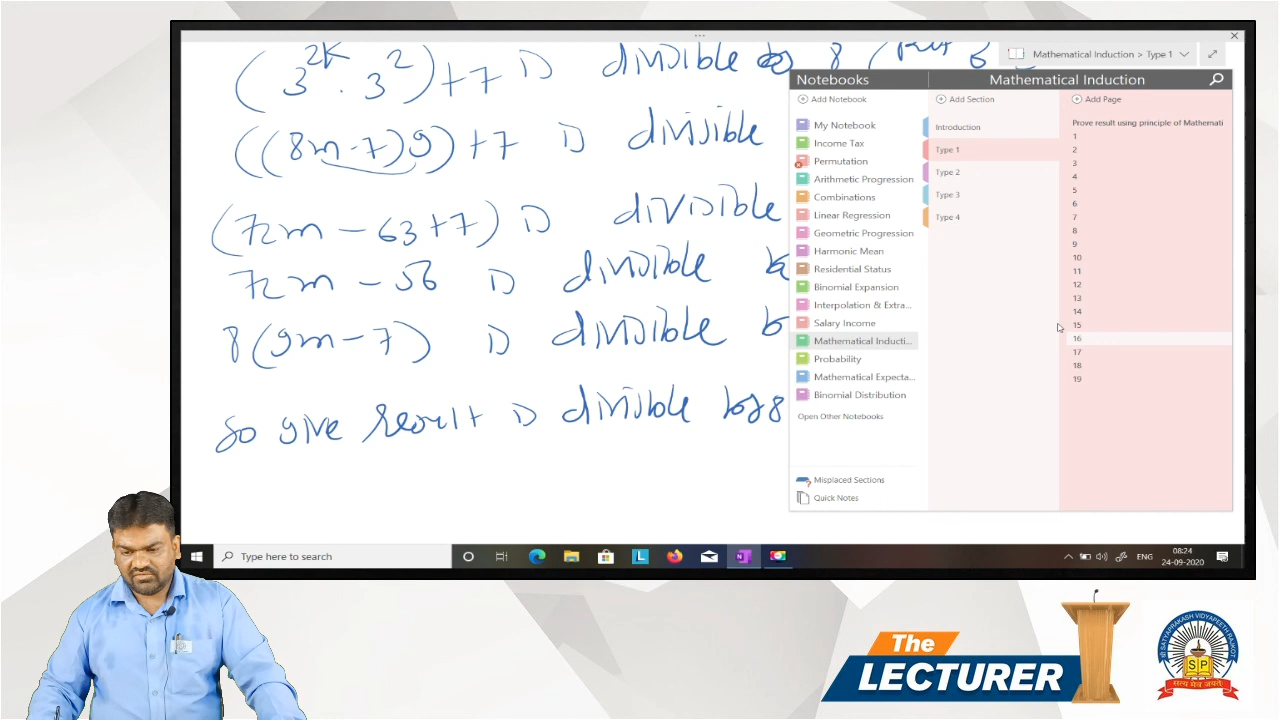 (3^2k . 3^2) + 7 is divisible by 8
((8m - 7) 9) + 7 is divisible
(72m - 63 + 7) is divisible
72m - 56 is divisible
8(9m - 7) is divisible
So give result is divisible by 8
Mathematical Induction > Type 1
Notebooks
Add Notebook
My Notebook
Income Tax
Permutation
Arithmetic Progression
Combinations
Linear Regression
Geometric Progression
Harmonic Mean
Residential Status
Binomial Expansion
Interpolation & Extra...
Salary Income
Mathematical Inducti...
Probability
Mathematical Expecta...
Binomial Distribution
Open Other Notebooks
Misplaced Sections
Quick Notes
Mathematical Induction
Add Section
Introduction
Type 1
Type 2
Type 3
Type 4
Add Page
Prove result using principle of Mathemati
1
2
3
4
5
6
7
8
9
10
11
12
13
14
15
16
17
18
19
Type here to search
L
N
ENG
08:24
24-09-2020
The
LECTURER
SHREE SATYAPRAKASH VIDYAPEETH RAJKOT
SP
सत्य मेव जयते